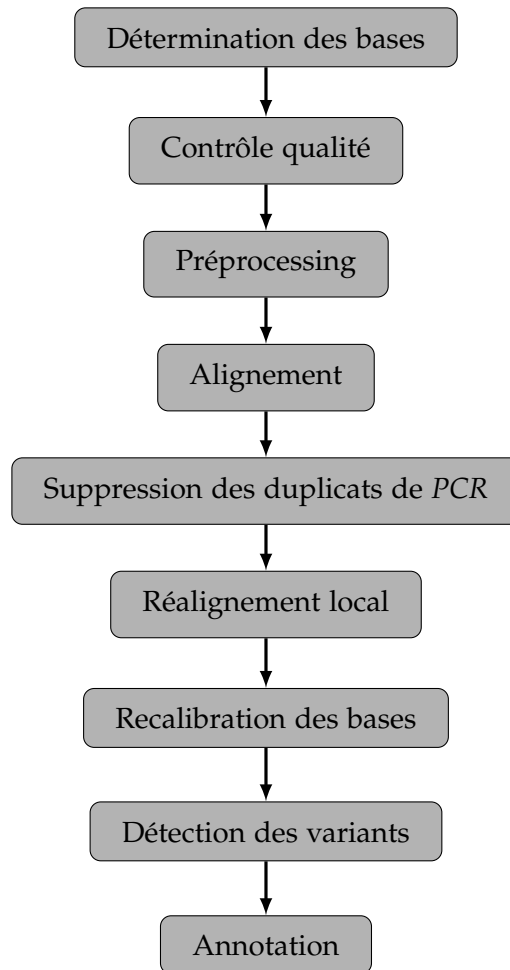 Détermination des bases
Contrôle qualité
Préprocessing
Alignement
Suppression des duplicats de PCR
Réalignement local
Recalibration des bases
Détection des variants
Annotation